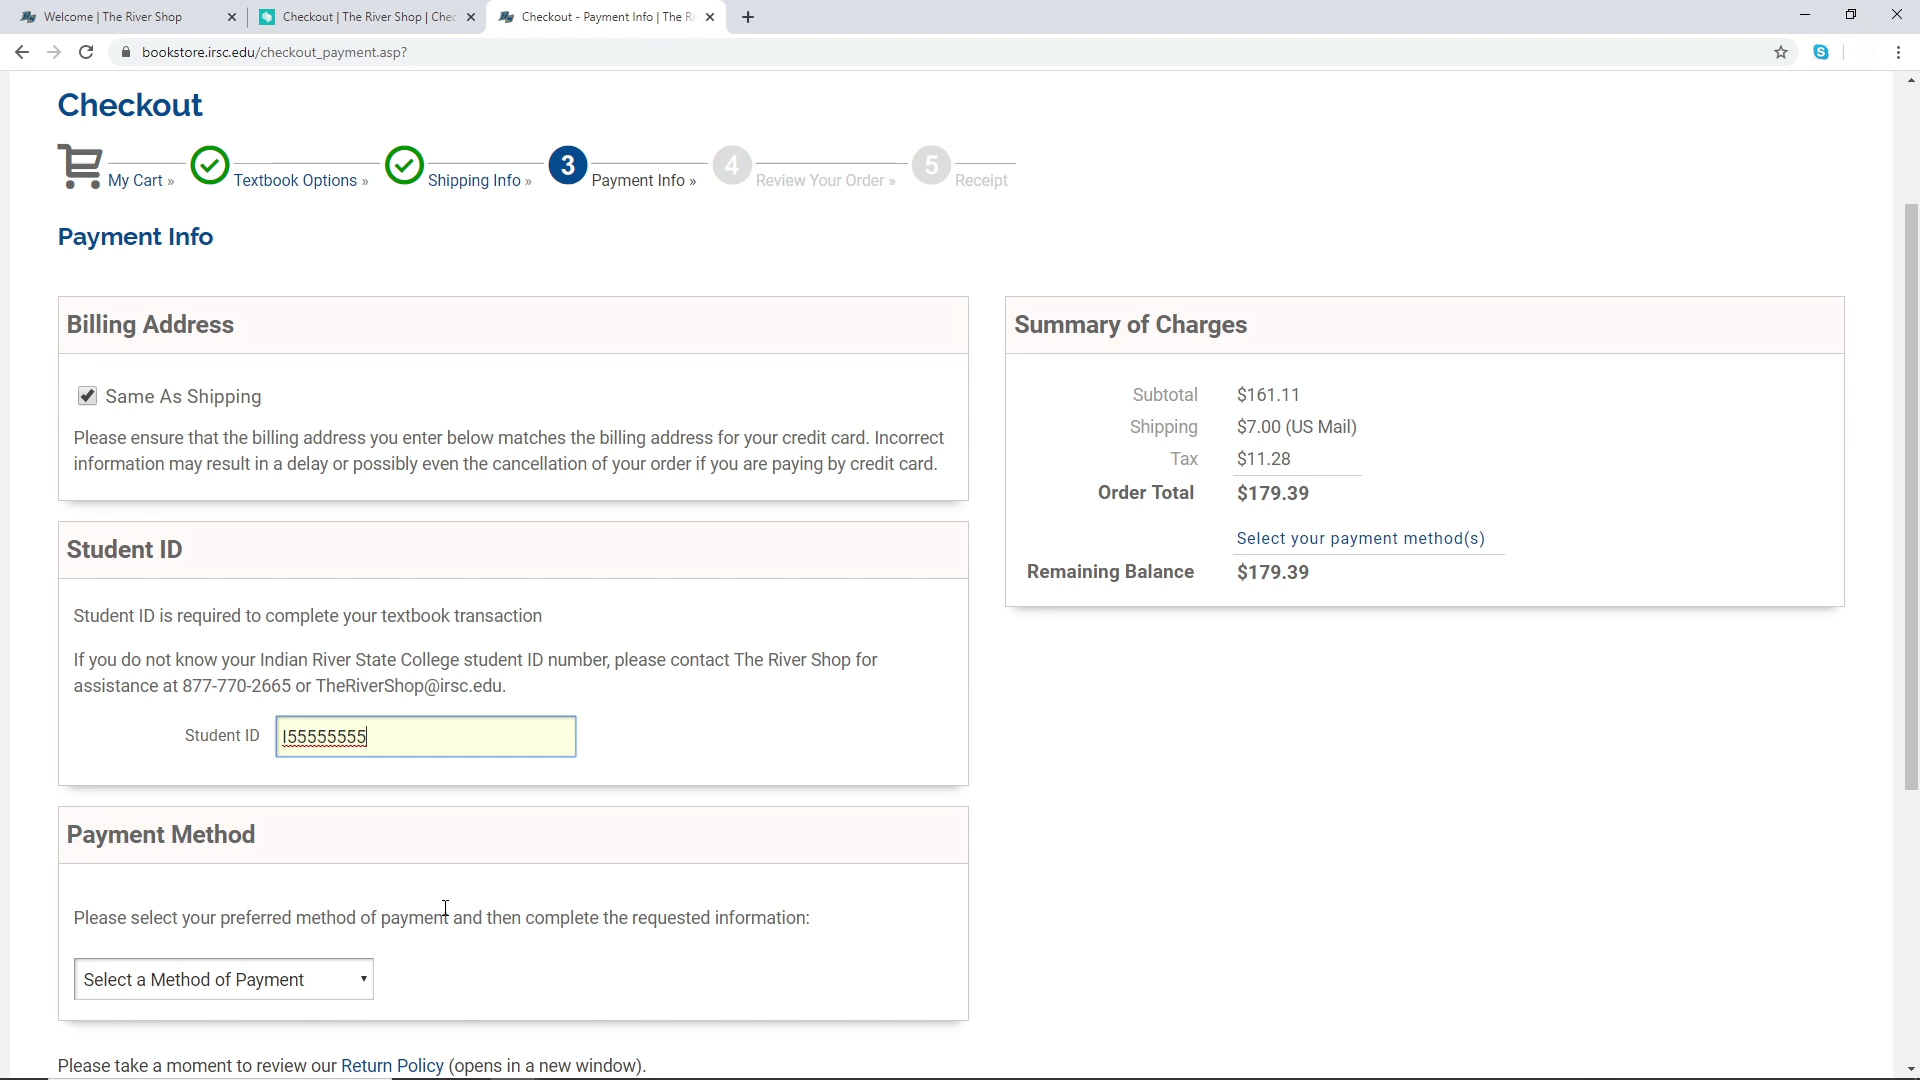 Welcome | The River Shop
Checkout | The River Shop | Chec
Checkout - Payment Info | The Ri
bookstore.irsc.edu/checkout_payment.asp?
Checkout
My Cart »
Textbook Options »
Shipping Info »
3
Payment Info »
4
Review Your Order »
5
Receipt
Payment Info
Billing Address
Same As Shipping
Please ensure that the billing address you enter below matches the billing address for your credit card. Incorrect
information may result in a delay or possibly even the cancellation of your order if you are paying by credit card.
Student ID
Student ID is required to complete your textbook transaction
If you do not know your Indian River State College student ID number, please contact The River Shop for
assistance at 877-770-2665 or TheRiverShop@irsc.edu.
Student ID I55555555
Payment Method
Please select your preferred method of payment and then complete the requested information:
Select a Method of Payment
Please take a moment to review our Return Policy (opens in a new window).
Summary of Charges
Subtotal $161.11
Shipping $7.00 (US Mail)
Tax $11.28
Order Total $179.39
Select your payment method(s)
Remaining Balance $179.39